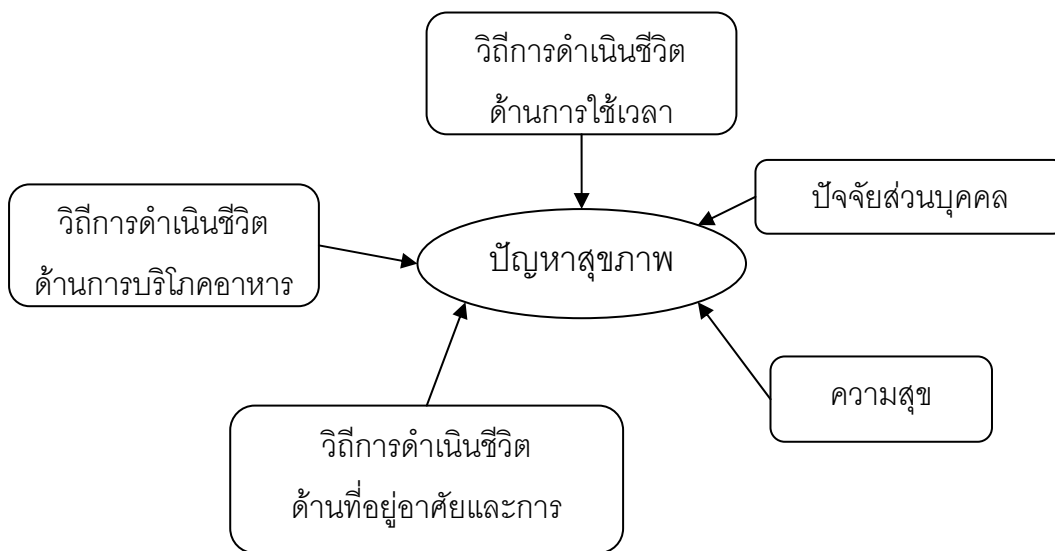 วิถีการดำเนินชีวิต
ด้านการใช้เวลา
ปัจจัยส่วนบุคคล
วิถีการดำเนินชีวิต
ด้านการบริโภคอาหาร
ปัญหาสุขภาพ
ความสุข
วิถีการดำเนินชีวิต
ด้านที่อยู่อาศัยและการ